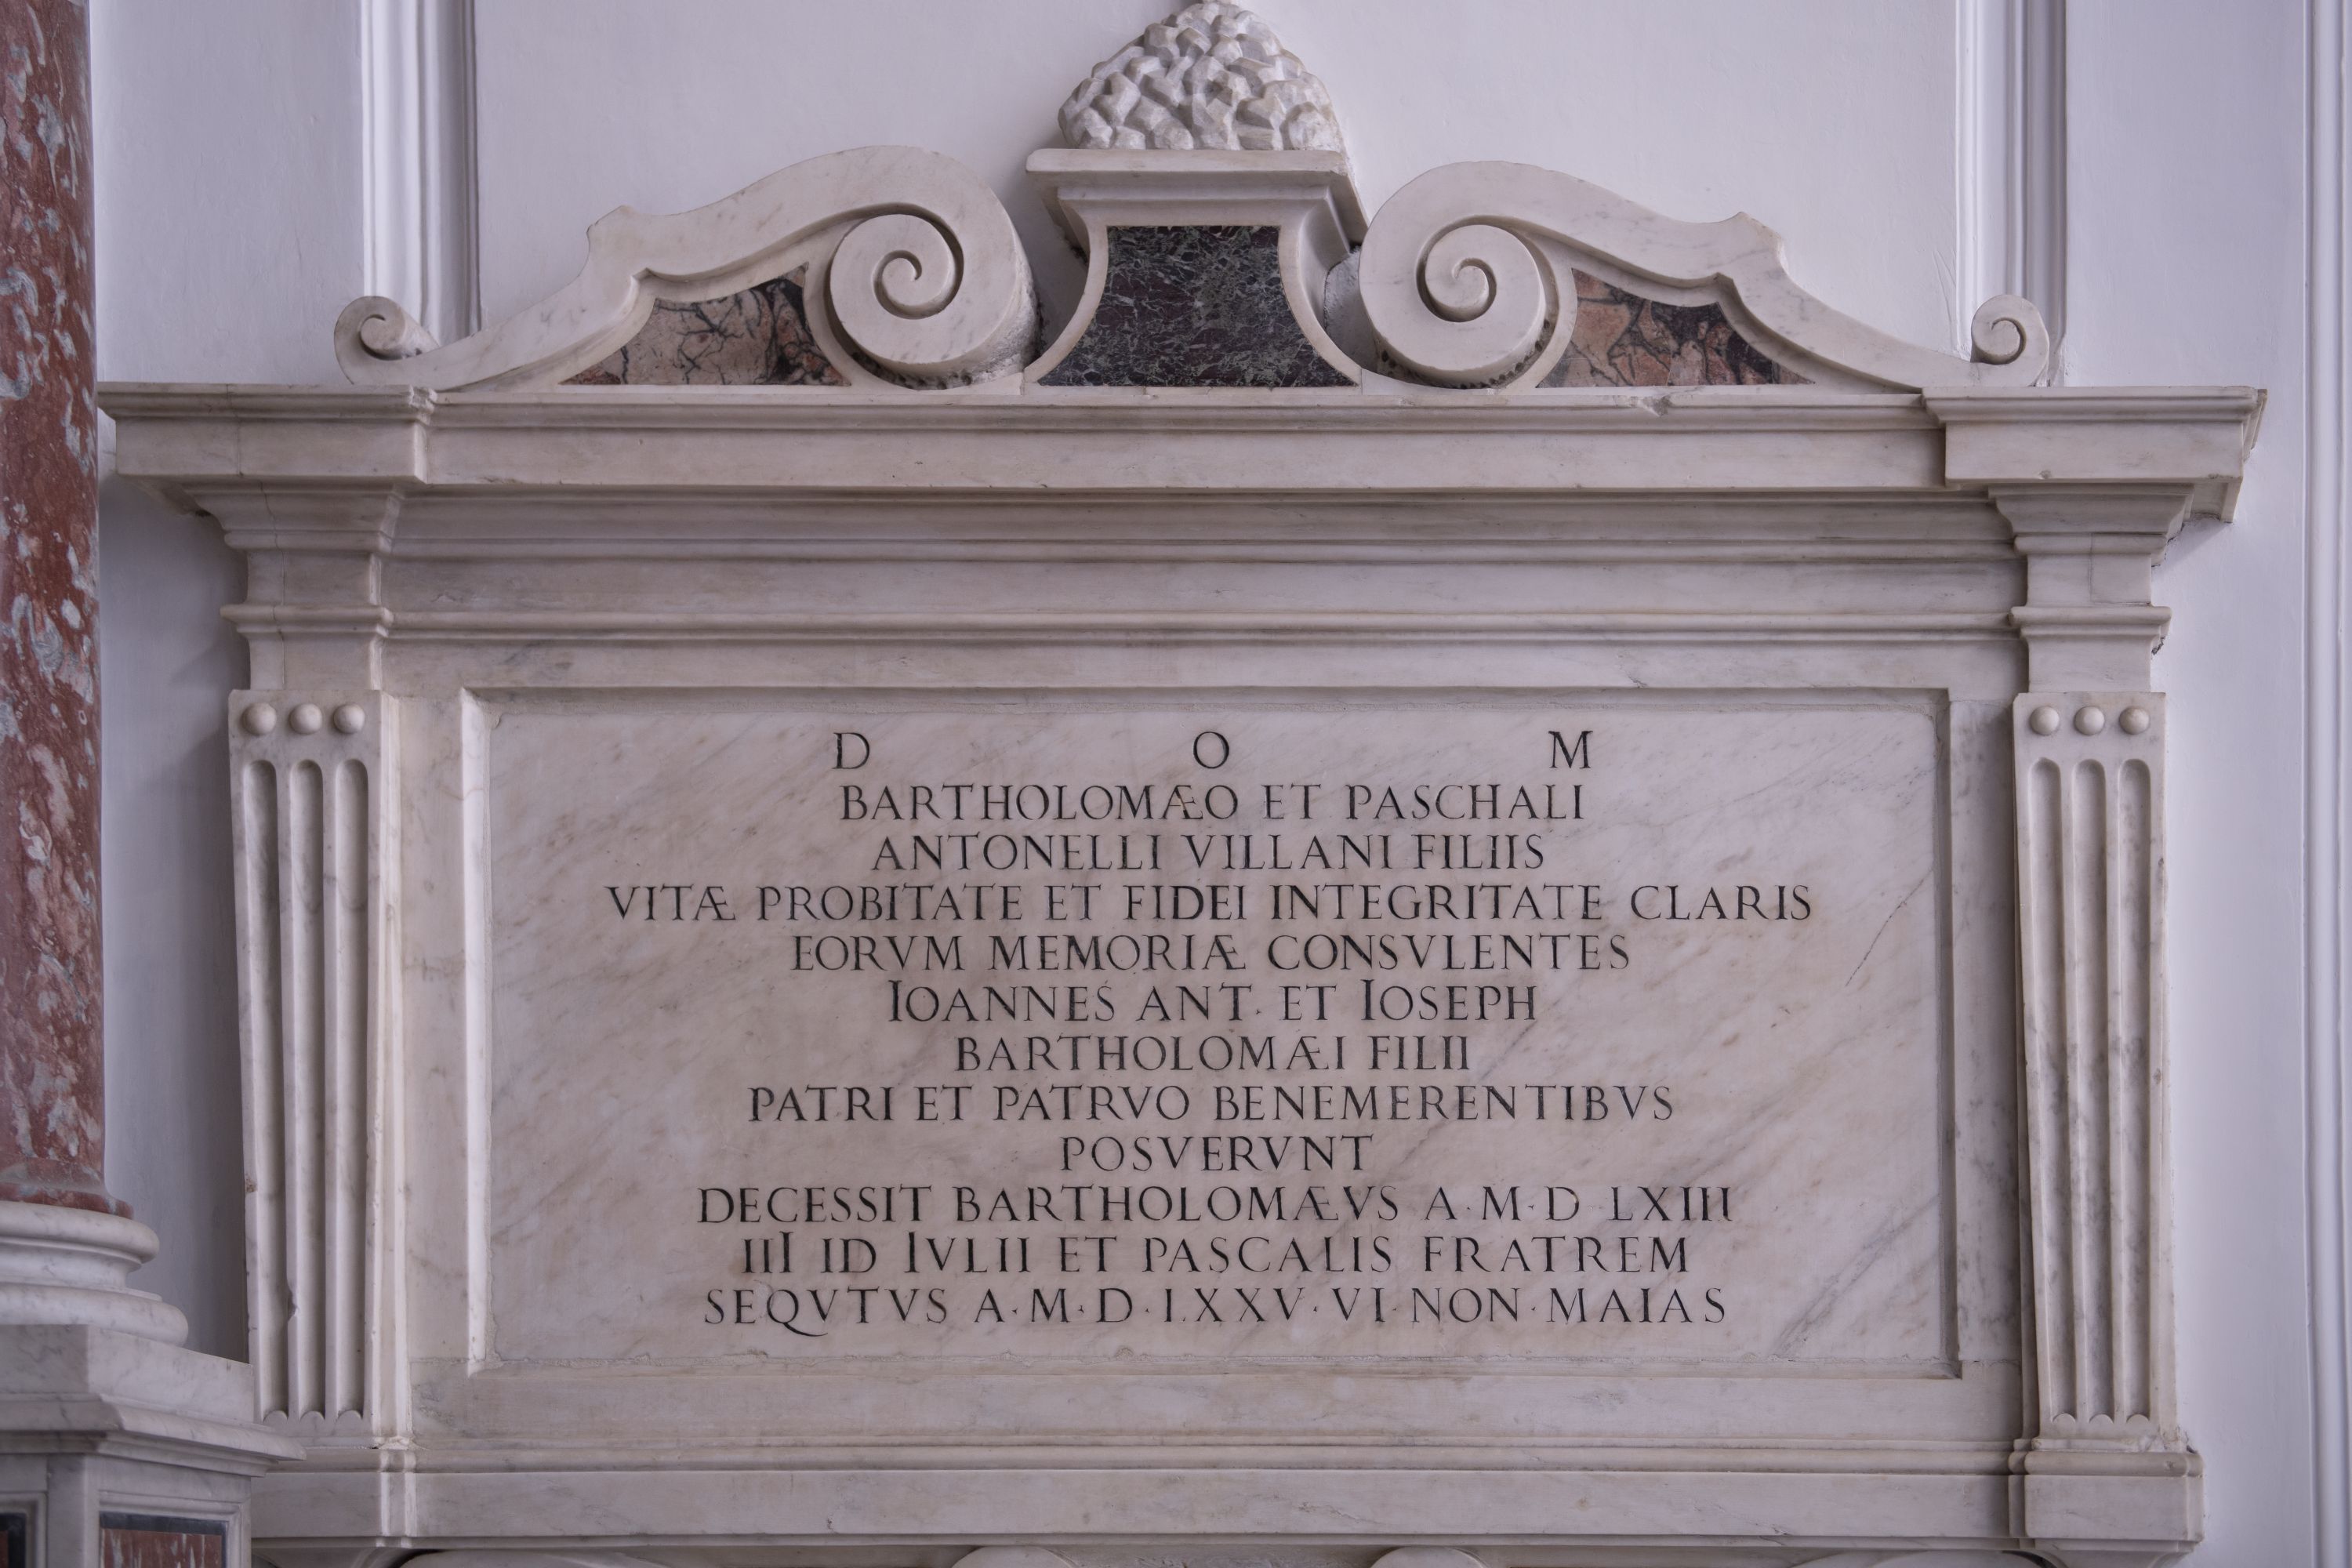 D O M
BARTHOLOMÆO ET PASCHALI
ANTONELLI VILLANI FILIIS
VITÆ PROBITATE ET FIDEI INTEGRITATE CLARIS
EORVM MEMORIÆ CONSVLENTES
IOANNES ANT· ET IOSEPH
BARTHOLOMÆI FILII
PATRI ET PATRVO BENEMERENTIBVS
POSVERVNT
DECESSIT BARTHOLOMÆVS A·M·D LXIII
III ID IVLII ET PASCALIS FRATREM
SEQVTVS A·M·D·LXXV·VI·NON·MAIAS